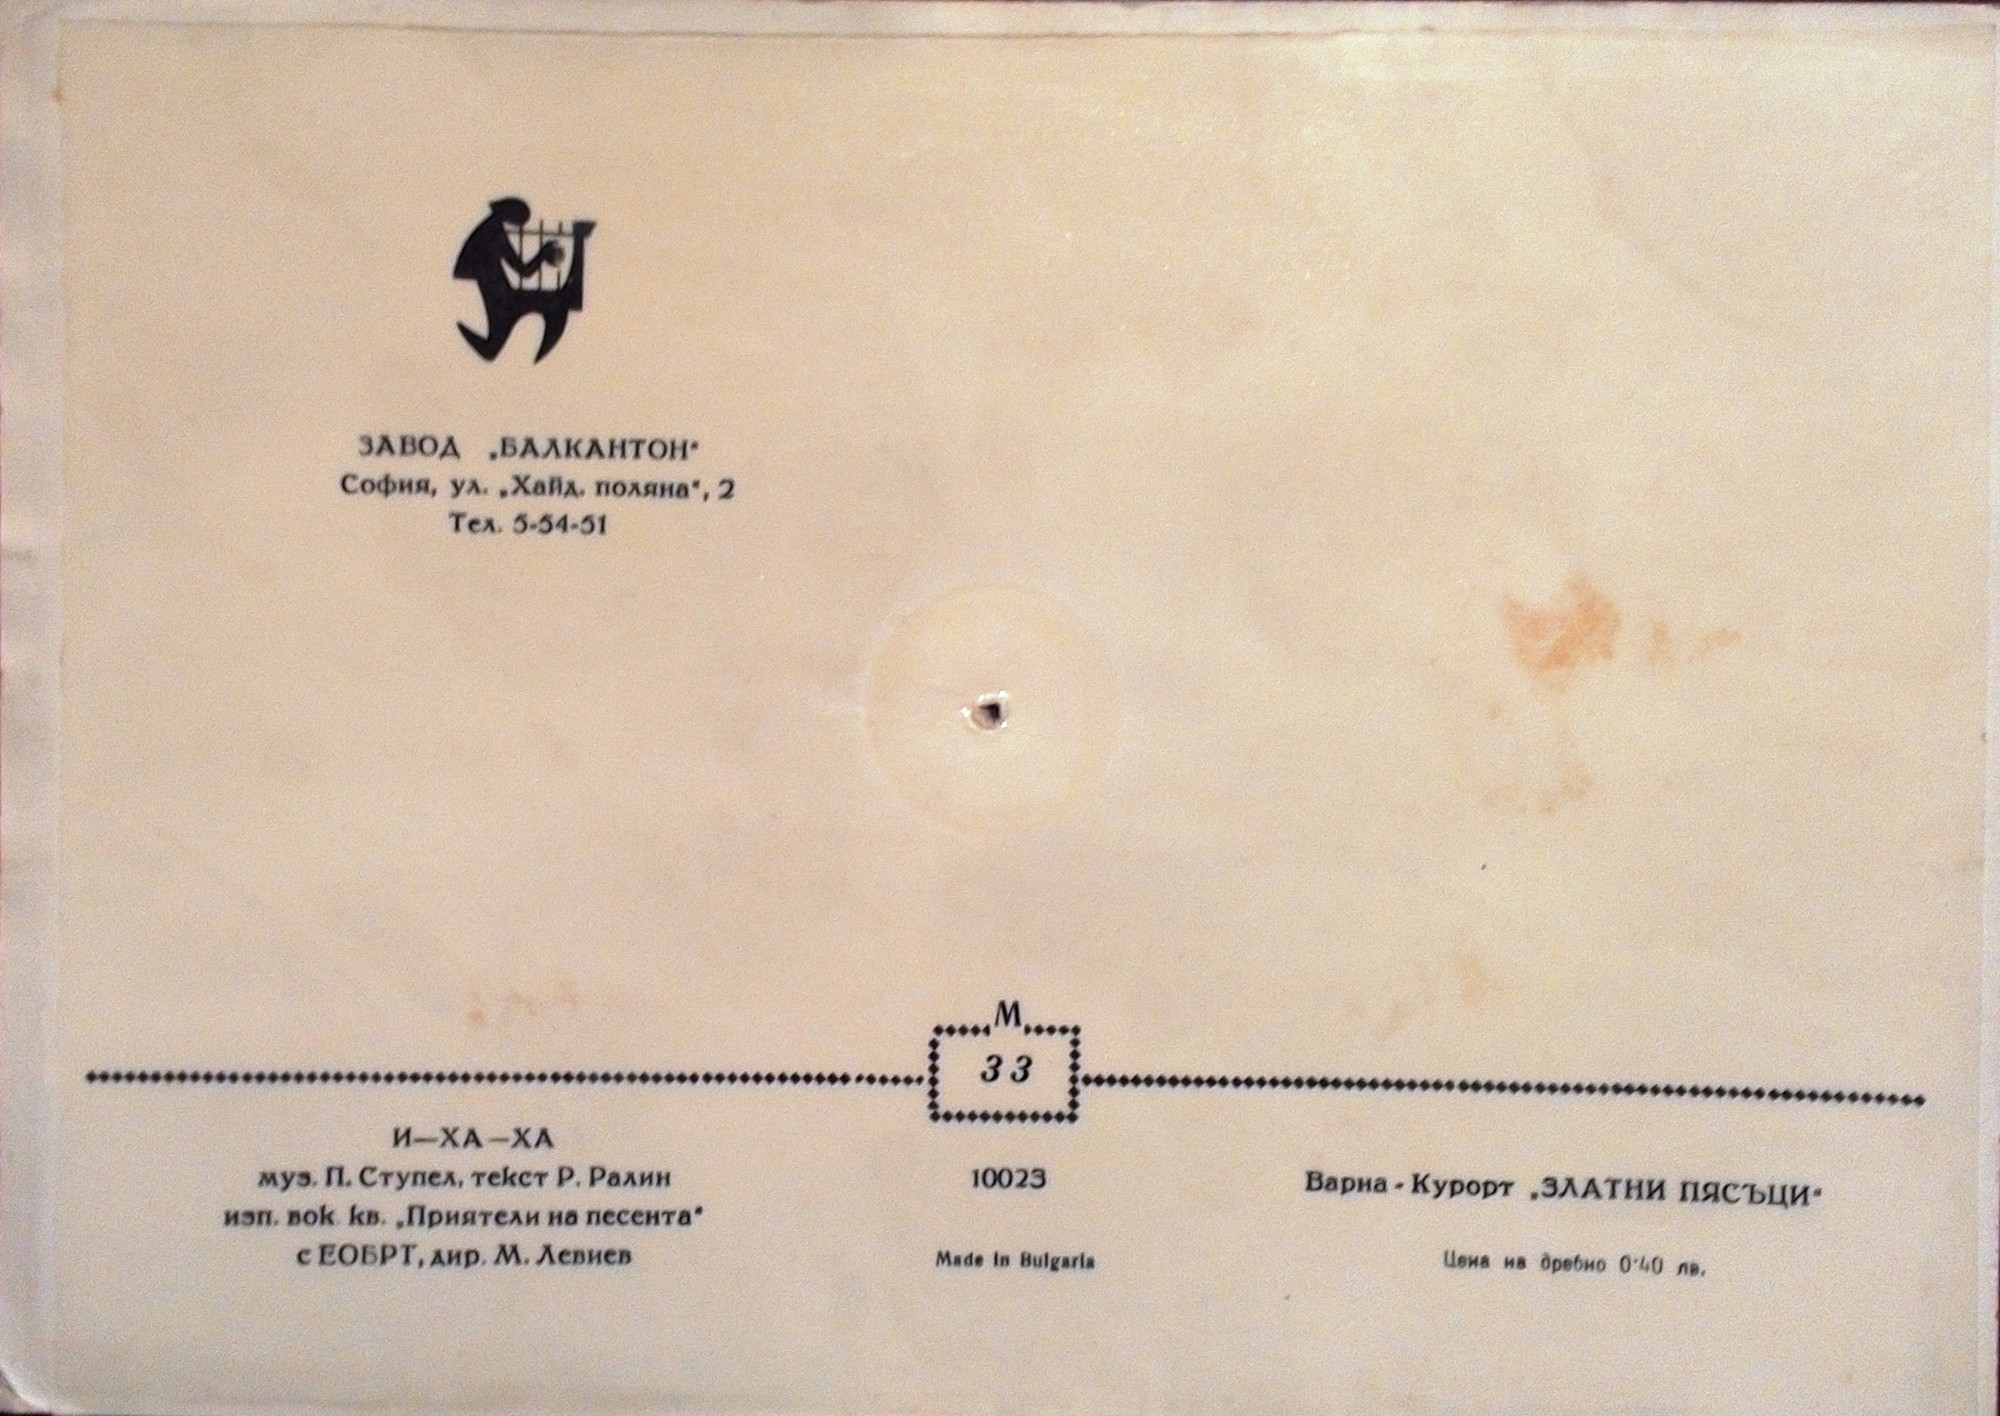 ЗАВОД „БАЛКАНТОН“
София, ул. „Хайд. поляна“, 2
Тел. 5-54-51
М
33
И—ХА—ХА
муз. П. Ступел, текст Р. Ралин
изп. вок. кв. „Приятели на песента“
с ЕОБРТ, дир. М. Левиев
10023
Made in Bulgaria
Варна - Курорт „ЗЛАТНИ ПЯСЪЦИ“
Цена на дребно 0·40 лв.